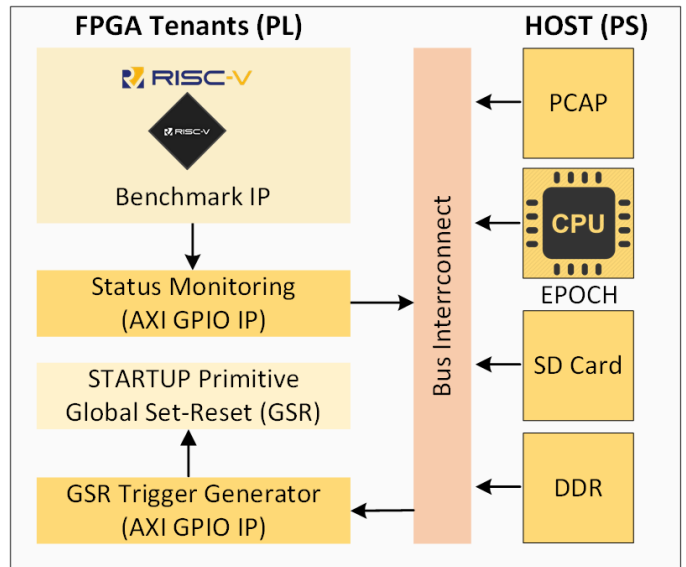 FPGA Tenants (PL)
RISC-V
RISC-V
Benchmark IP
Status Monitoring
(AXI GPIO IP)
STARTUP Primitive
Global Set-Reset (GSR)
GSR Trigger Generator
(AXI GPIO IP)
Bus Interrconnect
HOST (PS)
PCAP
CPU
EPOCH
SD Card
DDR